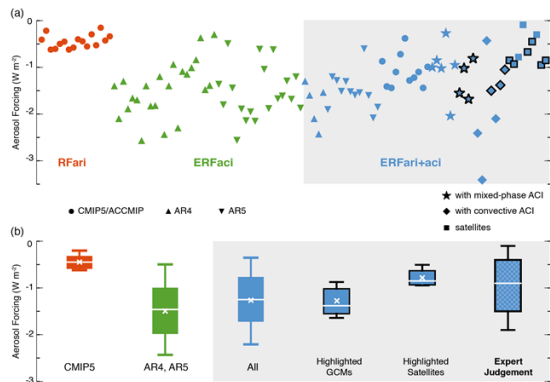 (a)
0
-1
-2
-3
Aerosol Forcing (W m⁻²)
RFari
ERFaci
ERFari+aci
CMIP5/ACCMIP
AR4
AR5
with mixed-phase ACI
with convective ACI
satellites
(b)
0
-1
-2
-3
Aerosol Forcing (W m⁻²)
CMIP5
AR4, AR5
All
Highlighted
GCMs
Highlighted
Satellites
Expert
Judgement